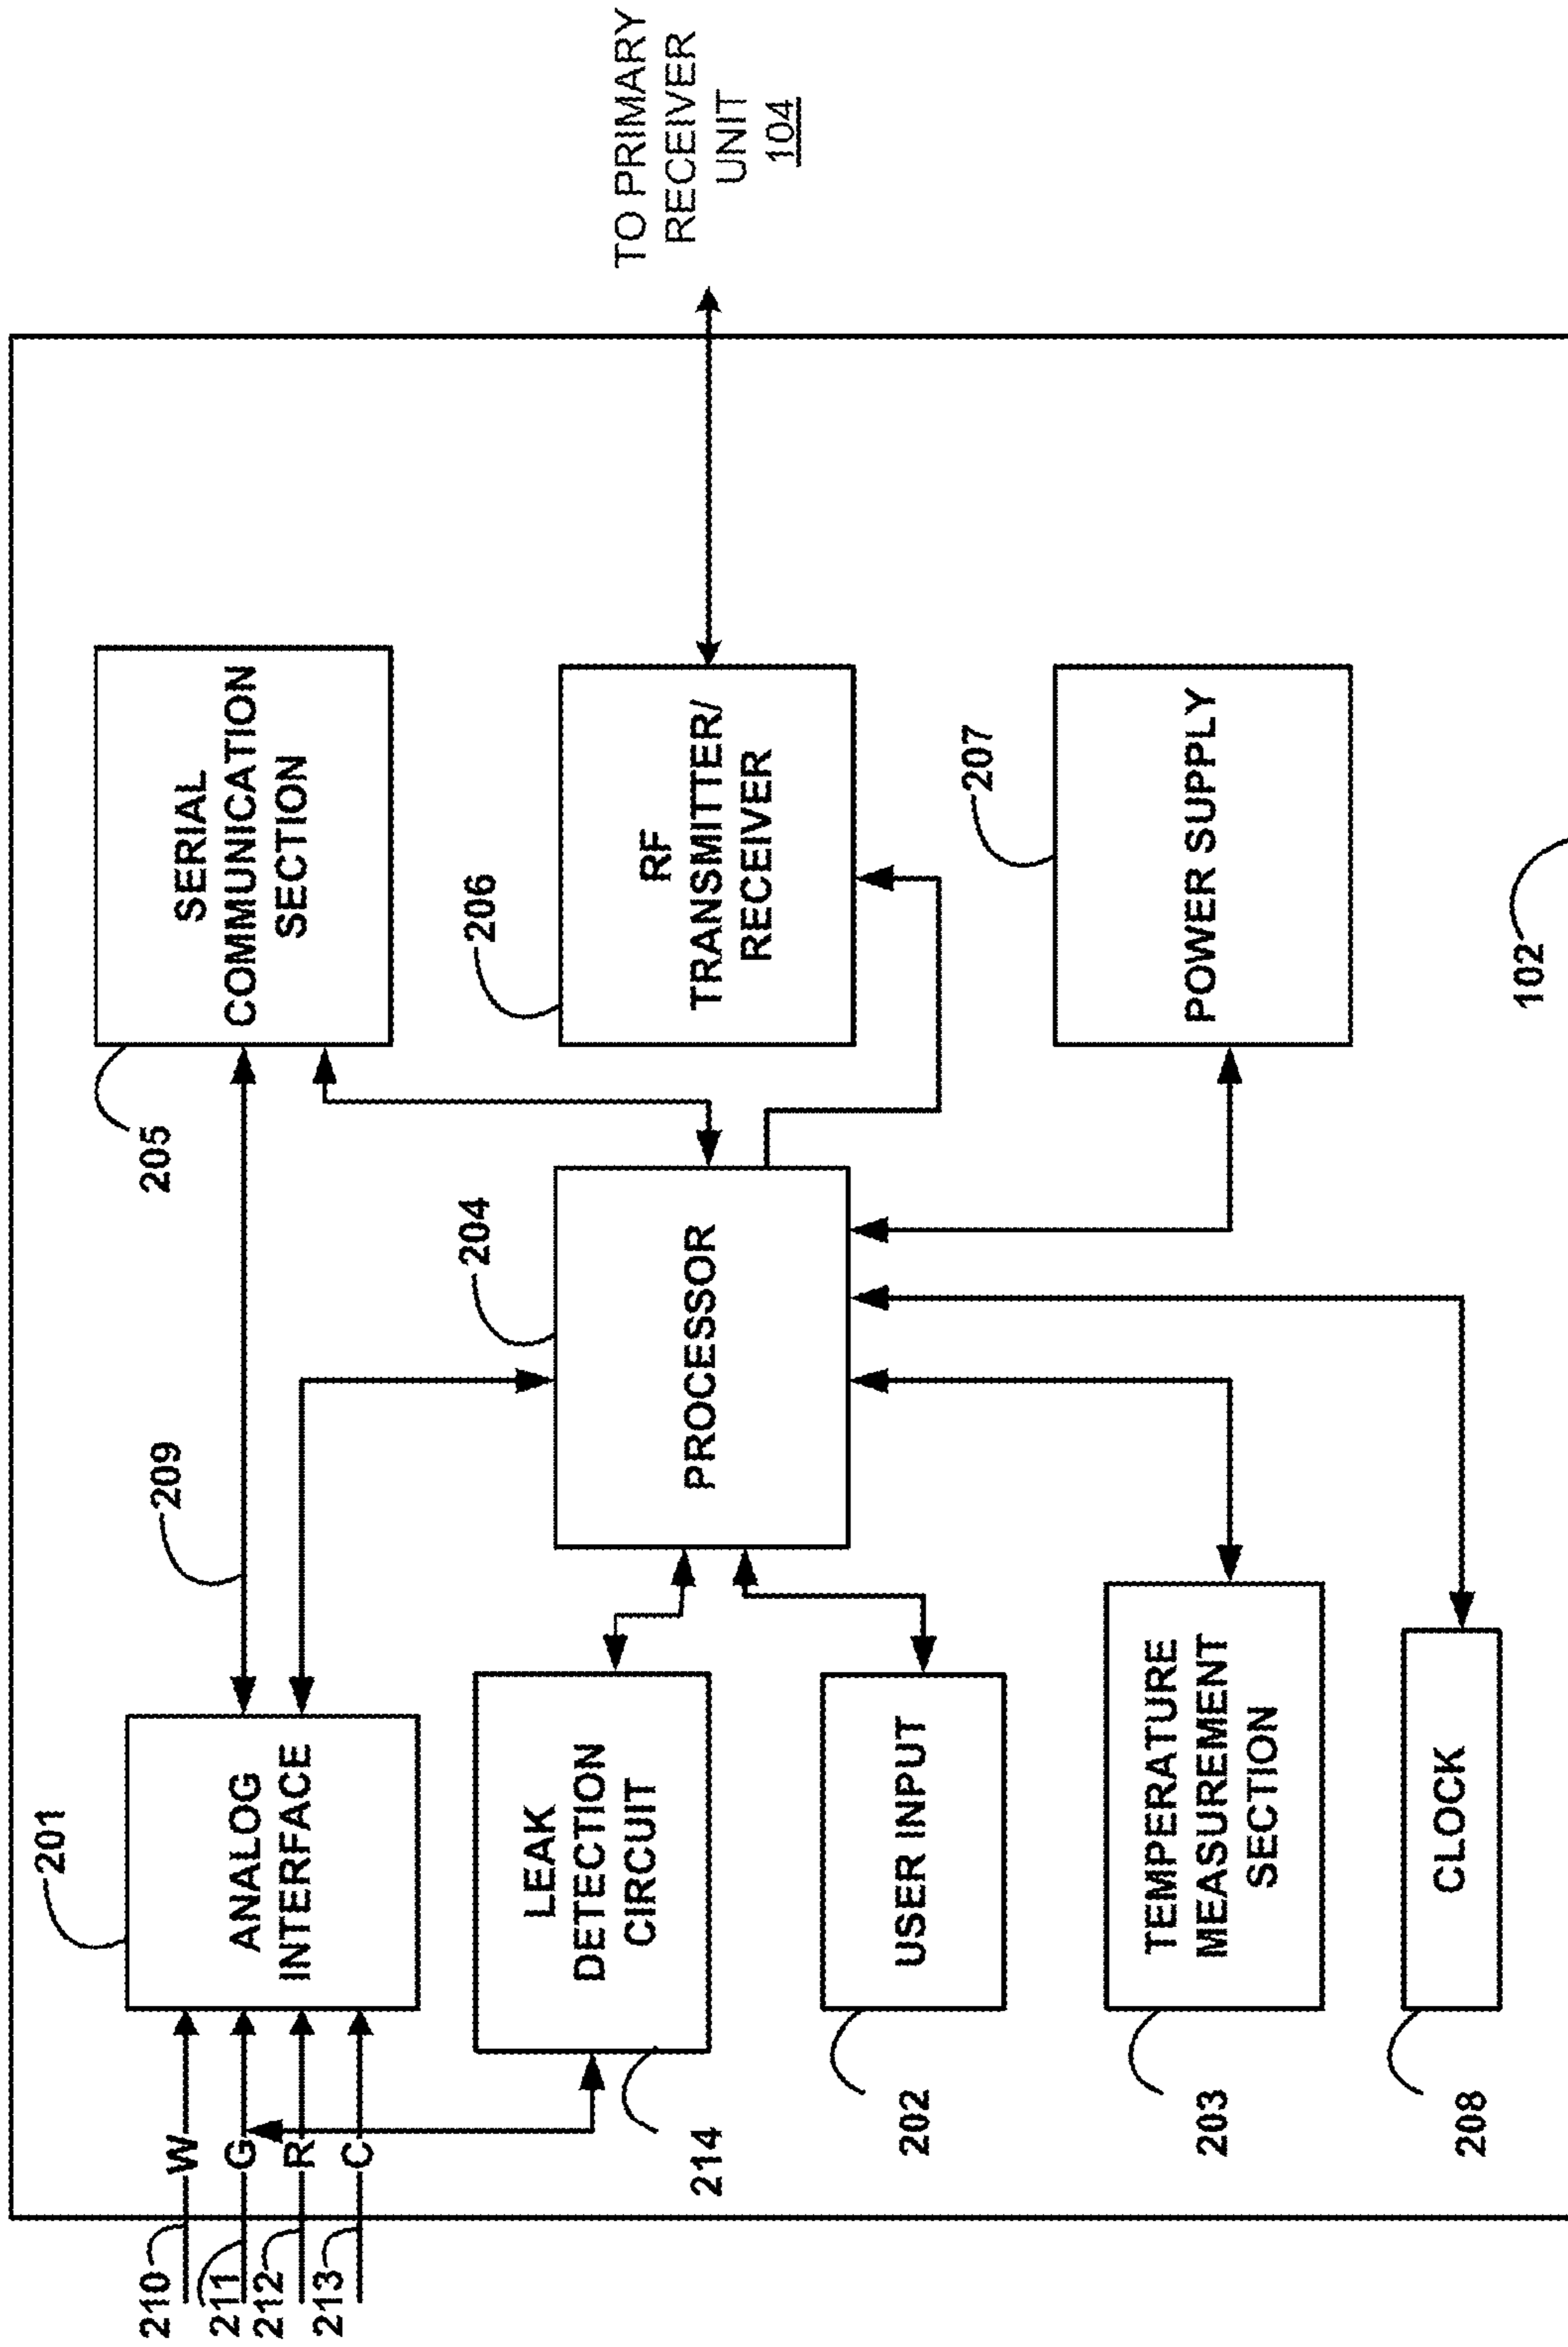 210
W
211
G
212
R
213
C
201
ANALOG
INTERFACE
209
205
SERIAL
COMMUNICATION
SECTION
214
LEAK
DETECTION
CIRCUIT
204
PROCESSOR
206
RF
TRANSMITTER/
RECEIVER
TO PRIMARY
RECEIVER
UNIT
104
202
USER INPUT
203
TEMPERATURE
MEASUREMENT
SECTION
207
POWER SUPPLY
208
CLOCK
102